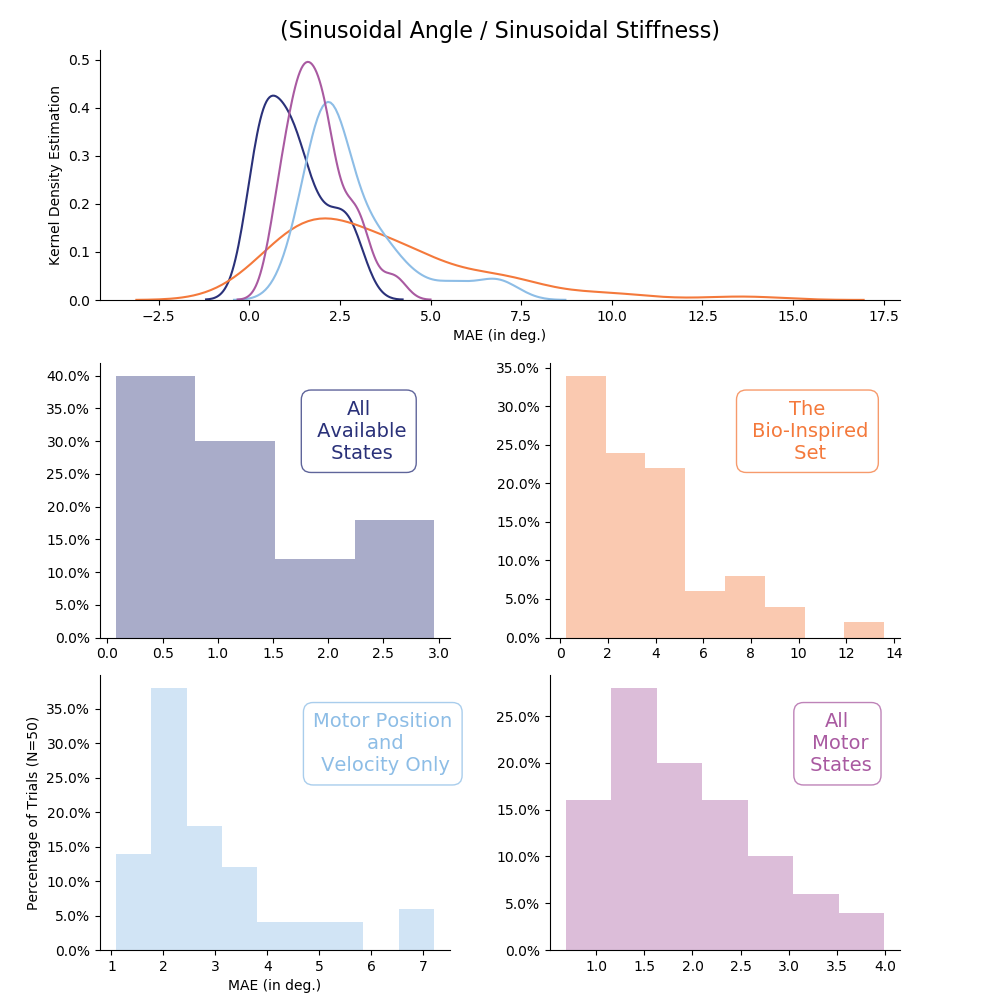 (Sinusoidal Angle / Sinusoidal Stiffness)
Kernel Density Estimation
0.5
0.4
0.3
0.2
0.1
0.0
−2.5 0.0 2.5 5.0 7.5 10.0 12.5 15.0 17.5
MAE (in deg.)
40.0%
35.0%
30.0%
25.0%
20.0%
15.0%
10.0%
5.0%
0.0%
0.0 0.5 1.0 1.5 2.0 2.5 3.0
All
Available
States
35.0%
30.0%
25.0%
20.0%
15.0%
10.0%
5.0%
0.0%
0 2 4 6 8 10 12 14
The
Bio-Inspired
Set
Percentage of Trials (N=50)
35.0%
30.0%
25.0%
20.0%
15.0%
10.0%
5.0%
0.0%
1 2 3 4 5 6 7
MAE (in deg.)
Motor Position
and
Velocity Only
25.0%
20.0%
15.0%
10.0%
5.0%
0.0%
1.0 1.5 2.0 2.5 3.0 3.5 4.0
All
Motor
States